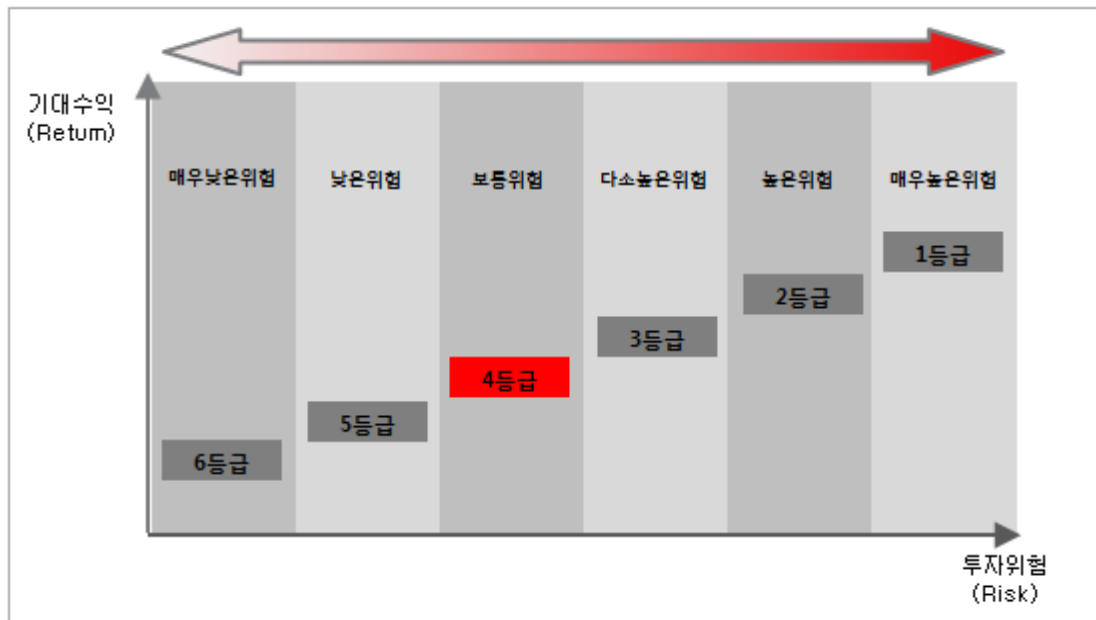 기대수익
(Retum)
매우낮은위험 낮은위험 보통위험 다소높은위험 높은위험 매우높은위험
1등급
2등급
3등급
4등급
5등급
6등급
투자위험
(Risk)